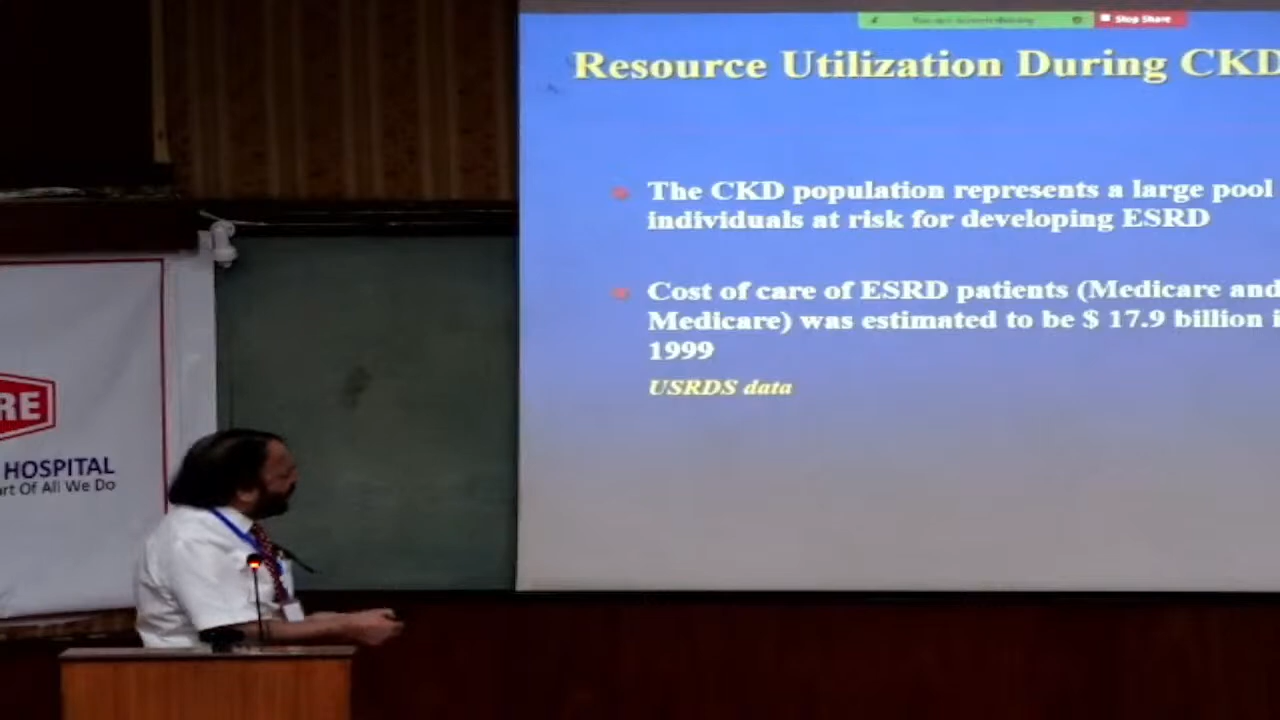 Stop Share
Resource Utilization During CKD
The CKD population represents a large pool
individuals at risk for developing ESRD
Cost of care of ESRD patients (Medicare and
Medicare) was estimated to be $ 17.9 billion i
1999
USRDS data
RE
HOSPITAL
art Of All We Do